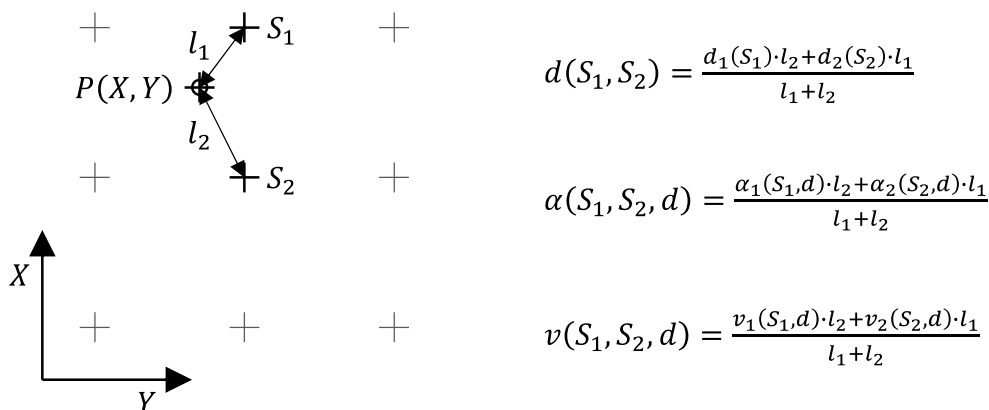 S₁
l₁
P(X, Y)
l₂
S₂
X
Y
d(S₁, S₂) = (d₁(S₁)·l₂+d₂(S₂)·l₁)/(l₁+l₂)
α(S₁, S₂, d) = (α₁(S₁,d)·l₂+α₂(S₂,d)·l₁)/(l₁+l₂)
v(S₁, S₂, d) = (v₁(S₁,d)·l₂+v₂(S₂,d)·l₁)/(l₁+l₂)